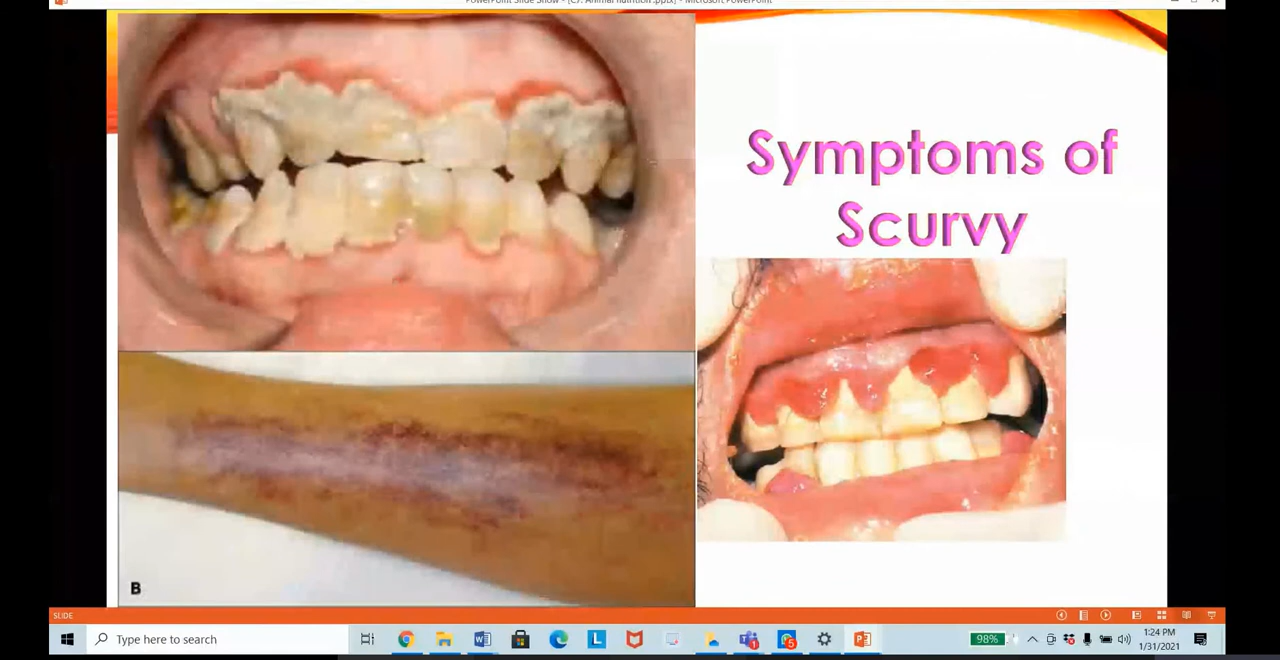 PowerPoint Slide Show - [C7. Animal nutrition .pptx] - Microsoft PowerPoint
Symptoms of
Scurvy
B
SLIDE
Type here to search
98%
1:24 PM
1/31/2021